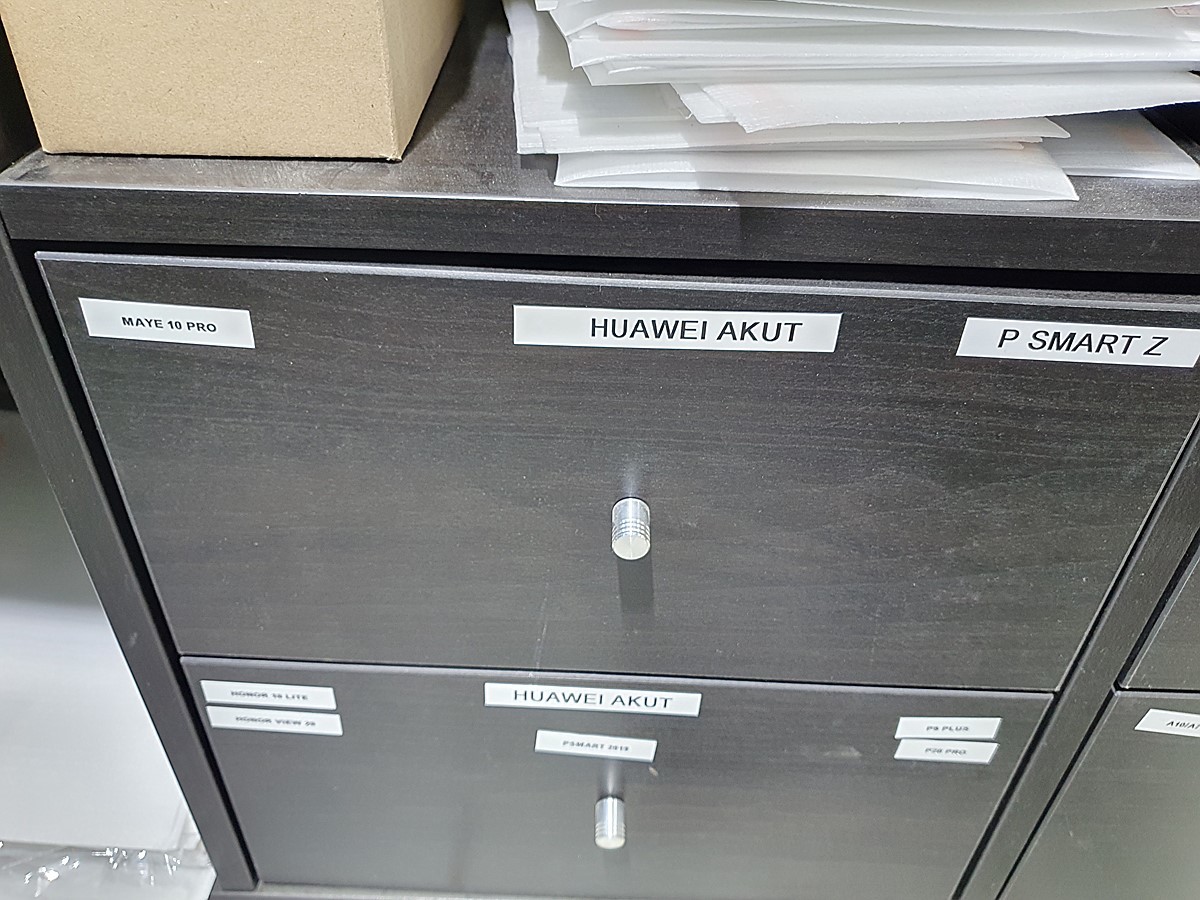 MAYE 10 PRO
HUAWEI AKUT
P SMART Z
HONOR 10 LITE
HONOR VIEW 20
HUAWEI AKUT
PSMART 2019
P9 PLUS
P20 PRO